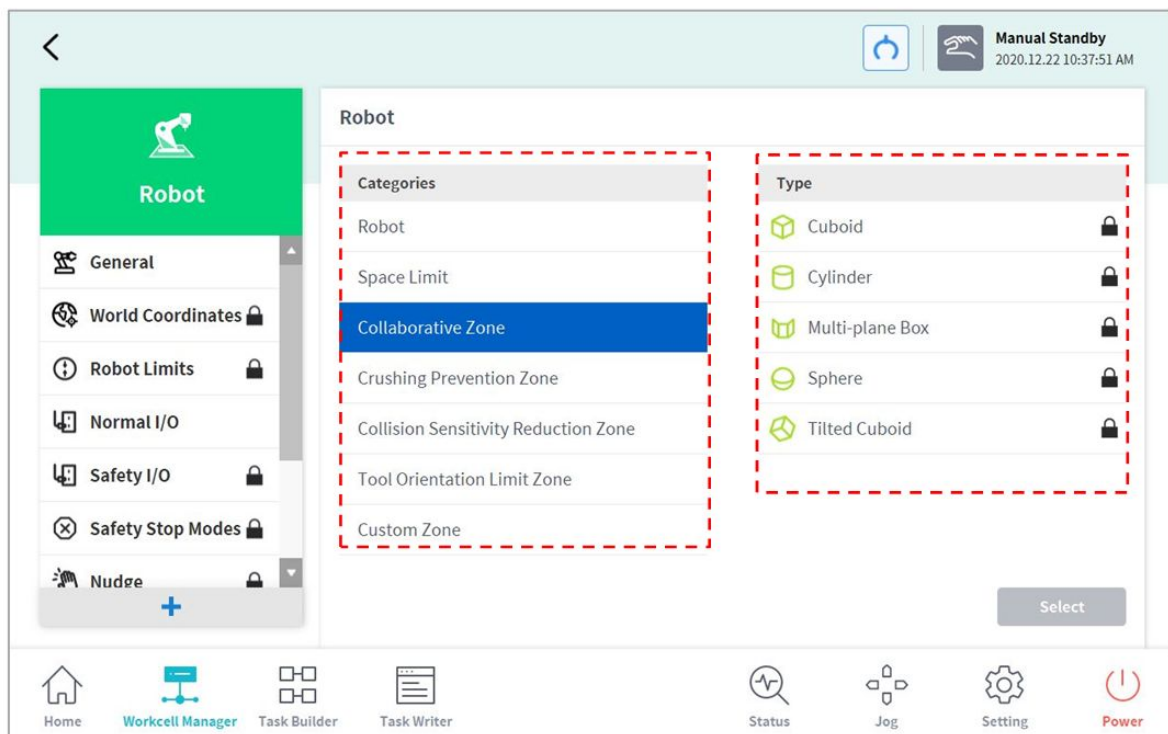 Manual Standby
2020.12.22 10:37:51 AM
Robot
General
World Coordinates
Robot Limits
Normal I/O
Safety I/O
Safety Stop Modes
Nudge
+
Robot
Categories
Robot
Space Limit
Collaborative Zone
Crushing Prevention Zone
Collision Sensitivity Reduction Zone
Tool Orientation Limit Zone
Custom Zone
Type
Cuboid
Cylinder
Multi-plane Box
Sphere
Tilted Cuboid
Select
Home
Workcell Manager
Task Builder
Task Writer
Status
Jog
Setting
Power